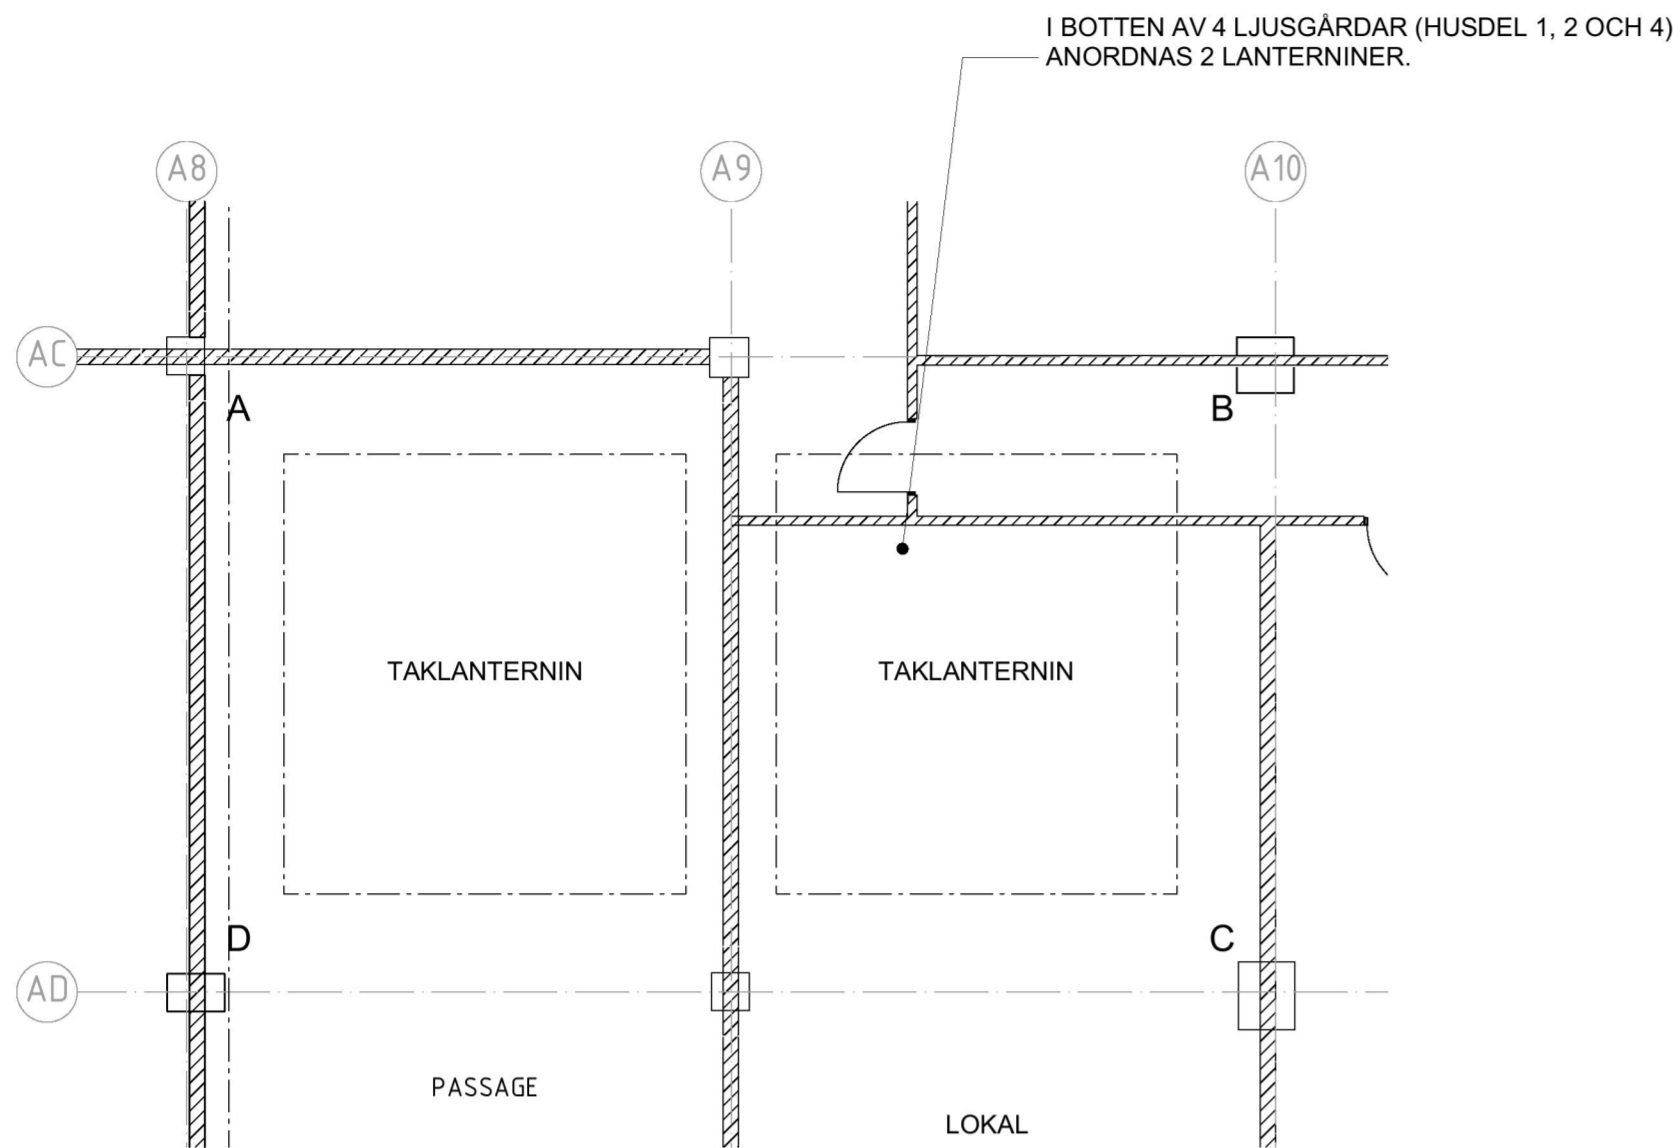 I BOTTEN AV 4 LJUSGÅRDAR (HUSDEL 1, 2 OCH 4)
ANORDNAS 2 LANTERNINER.
A8
A9
A10
AC
A
B
TAKLANTERNIN
TAKLANTERNIN
D
C
AD
PASSAGE
LOKAL